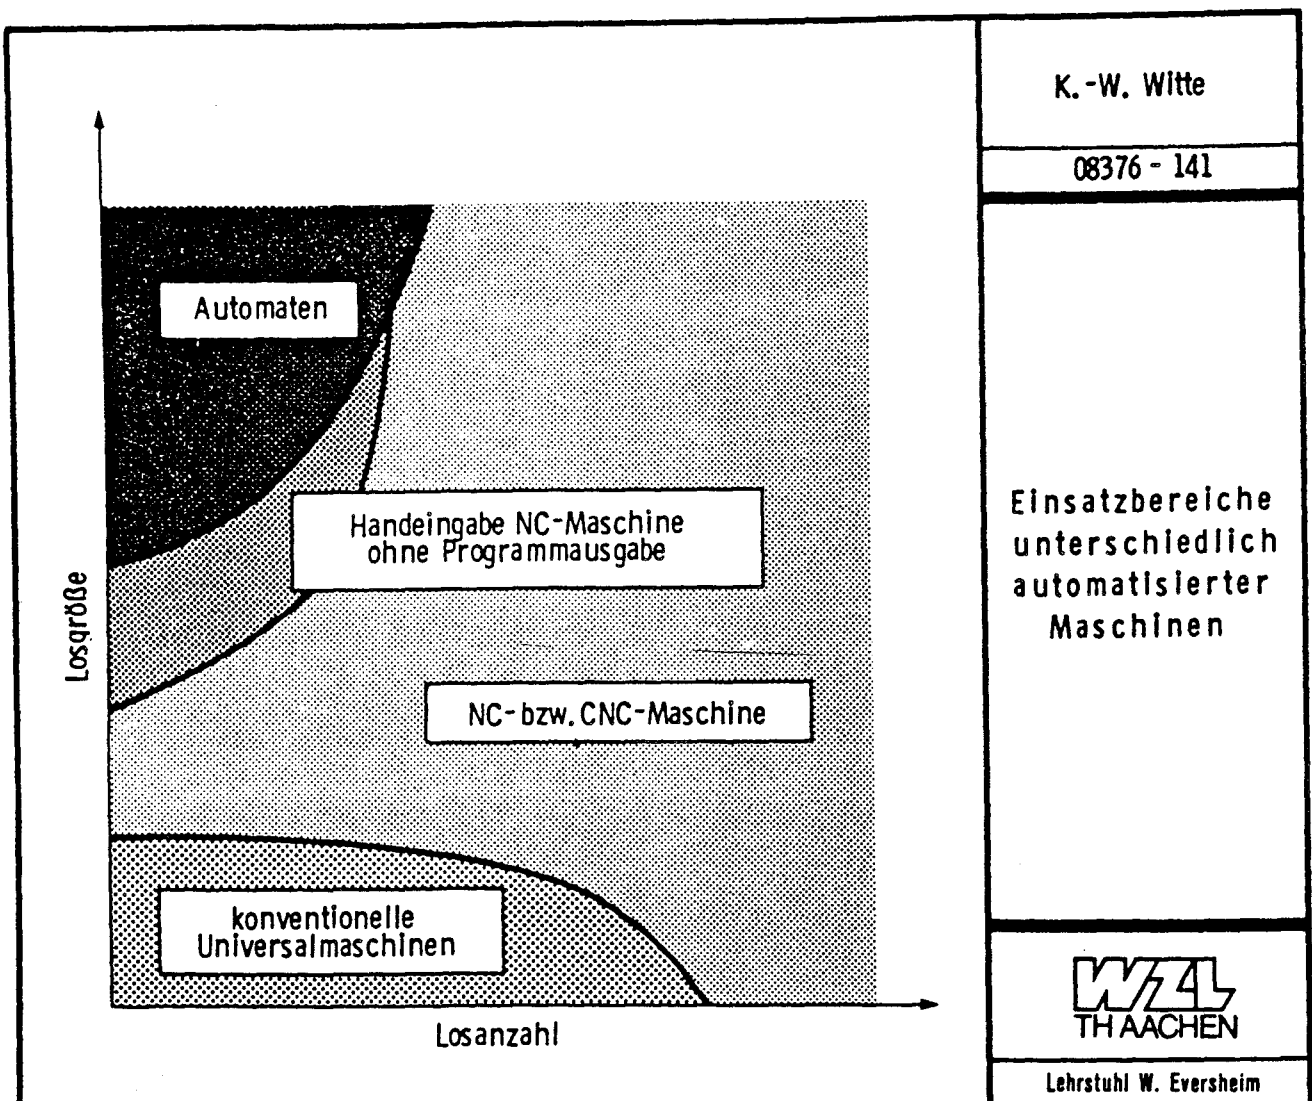 K.-W. Witte
08376 - 141
Automaten
Handeingabe NC-Maschine
ohne Programmausgabe
NC- bzw. CNC-Maschine
konventionelle
Universalmaschinen
Losgröße
Losanzahl
Einsatzbereiche
unterschiedlich
automatisierter
Maschinen
WZL
TH AACHEN
Lehrstuhl W. Eversheim